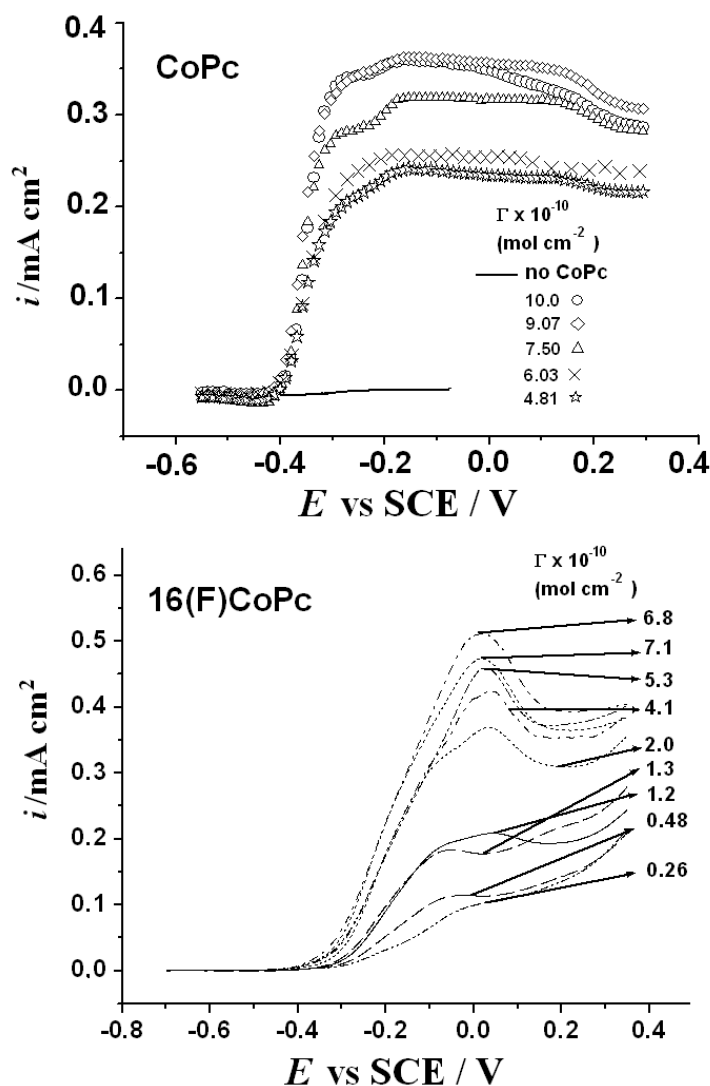 CoPc
0.4
0.3
0.2
0.1
0.0
i /mA cm²
Γ x 10⁻¹⁰
(mol cm⁻² )
no CoPc
10.0
9.07
7.50
6.03
4.81
-0.6 -0.4 -0.2 0.0 0.2 0.4
E vs SCE / V
16(F)CoPc
0.6
0.5
0.4
0.3
0.2
0.1
0.0
i /mA cm²
Γ x 10⁻¹⁰
(mol cm⁻² )
6.8
7.1
5.3
4.1
2.0
1.3
1.2
0.48
0.26
-0.8 -0.6 -0.4 -0.2 0.0 0.2 0.4
E vs SCE / V